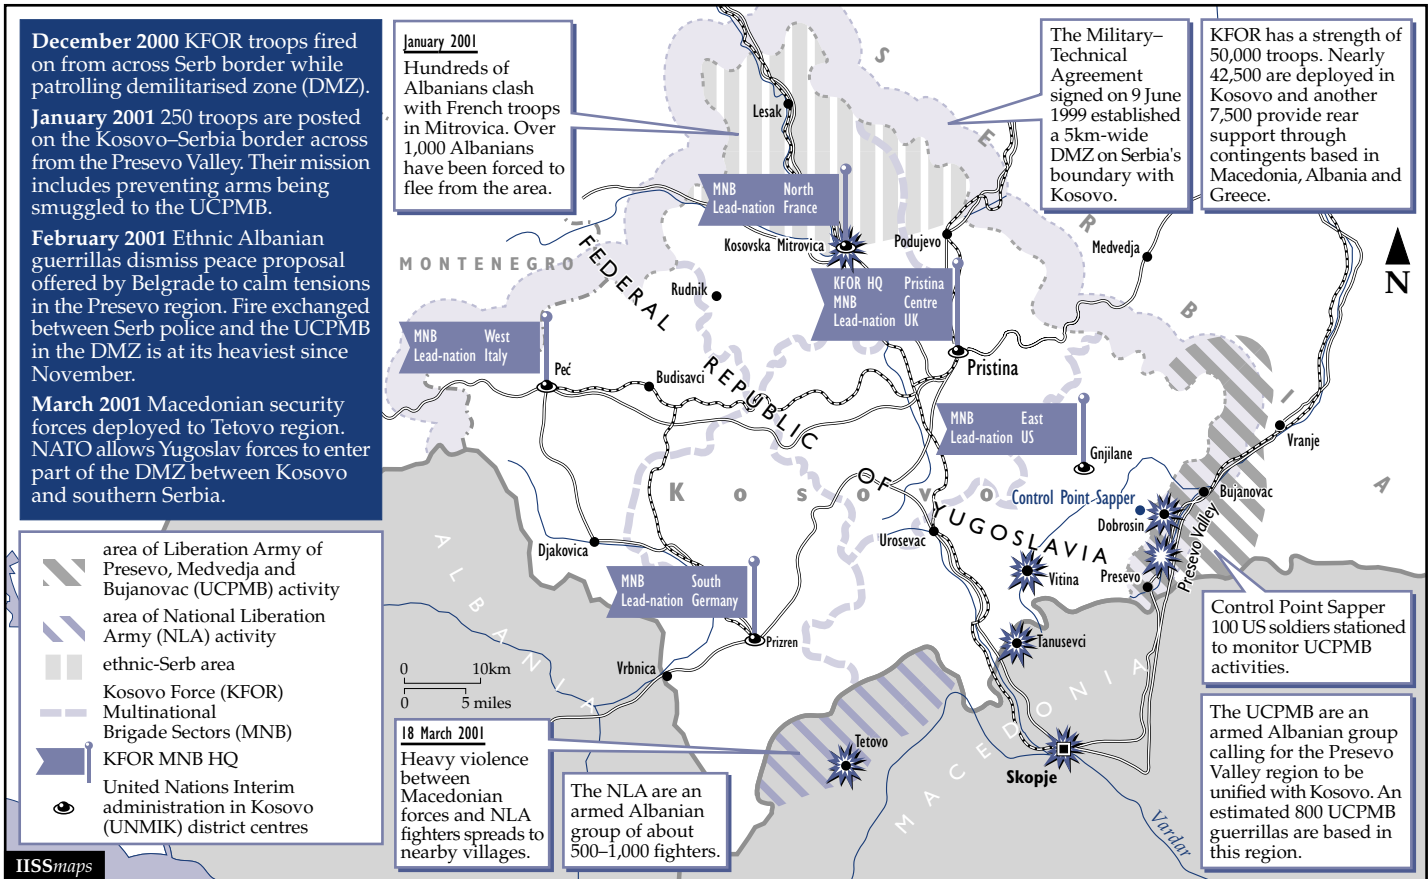 December 2000 KFOR troops fired
on from across Serb border while
patrolling demilitarised zone (DMZ).
January 2001 250 troops are posted
on the Kosovo–Serbia border across
from the Presevo Valley. Their mission
includes preventing arms being
smuggled to the UCPMB.
February 2001 Ethnic Albanian
guerrillas dismiss peace proposal
offered by Belgrade to calm tensions
in the Presevo region. Fire exchanged
between Serb police and the UCPMB
in the DMZ is at its heaviest since
November.
March 2001 Macedonian security
forces deployed to Tetovo region.
NATO allows Yugoslav forces to enter
part of the DMZ between Kosovo
and southern Serbia.
January 2001
Hundreds of
Albanians clash
with French troops
in Mitrovica. Over
1,000 Albanians
have been forced to
flee from the area.
The Military–
Technical
Agreement
signed on 9 June
1999 established
a 5km-wide
DMZ on Serbia's
boundary with
Kosovo.
KFOR has a strength of
50,000 troops. Nearly
42,500 are deployed in
Kosovo and another
7,500 provide rear
support through
contingents based in
Macedonia, Albania and
Greece.
N
SERBIA
MONTENEGRO
FEDERAL REPUBLIC OF YUGOSLAVIA
Kosovo
ALBANIA
MACEDONIA
Lesak
MNB North
Lead-nation France
Kosovska Mitrovica
Podujevo
Medvedja
Rudnik
KFOR HQ Pristina
MNB Centre
Lead-nation UK
MNB West
Lead-nation Italy
Peć
Budisavci
Pristina
MNB East
Lead-nation US
Gnjilane
Vranje
Control Point Sapper
Bujanovac
Dobrosin
Presevo Valley
Djakovica
Urosevac
Vitina
Presevo
MNB South
Lead-nation Germany
Prizren
Tanusevci
Vrbnica
0 10km
0 5 miles
Tetovo
Skopje
Vardar
area of Liberation Army of
Presevo, Medvedja and
Bujanovac (UCPMB) activity
area of National Liberation
Army (NLA) activity
ethnic-Serb area
Kosovo Force (KFOR)
Multinational
Brigade Sectors (MNB)
KFOR MNB HQ
United Nations Interim
administration in Kosovo
(UNMIK) district centres
18 March 2001
Heavy violence
between
Macedonian
forces and NLA
fighters spreads to
nearby villages.
The NLA are an
armed Albanian
group of about
500–1,000 fighters.
Control Point Sapper
100 US soldiers stationed
to monitor UCPMB
activities.
The UCPMB are an
armed Albanian group
calling for the Presevo
Valley region to be
unified with Kosovo. An
estimated 800 UCPMB
guerrillas are based in
this region.
IISSmaps